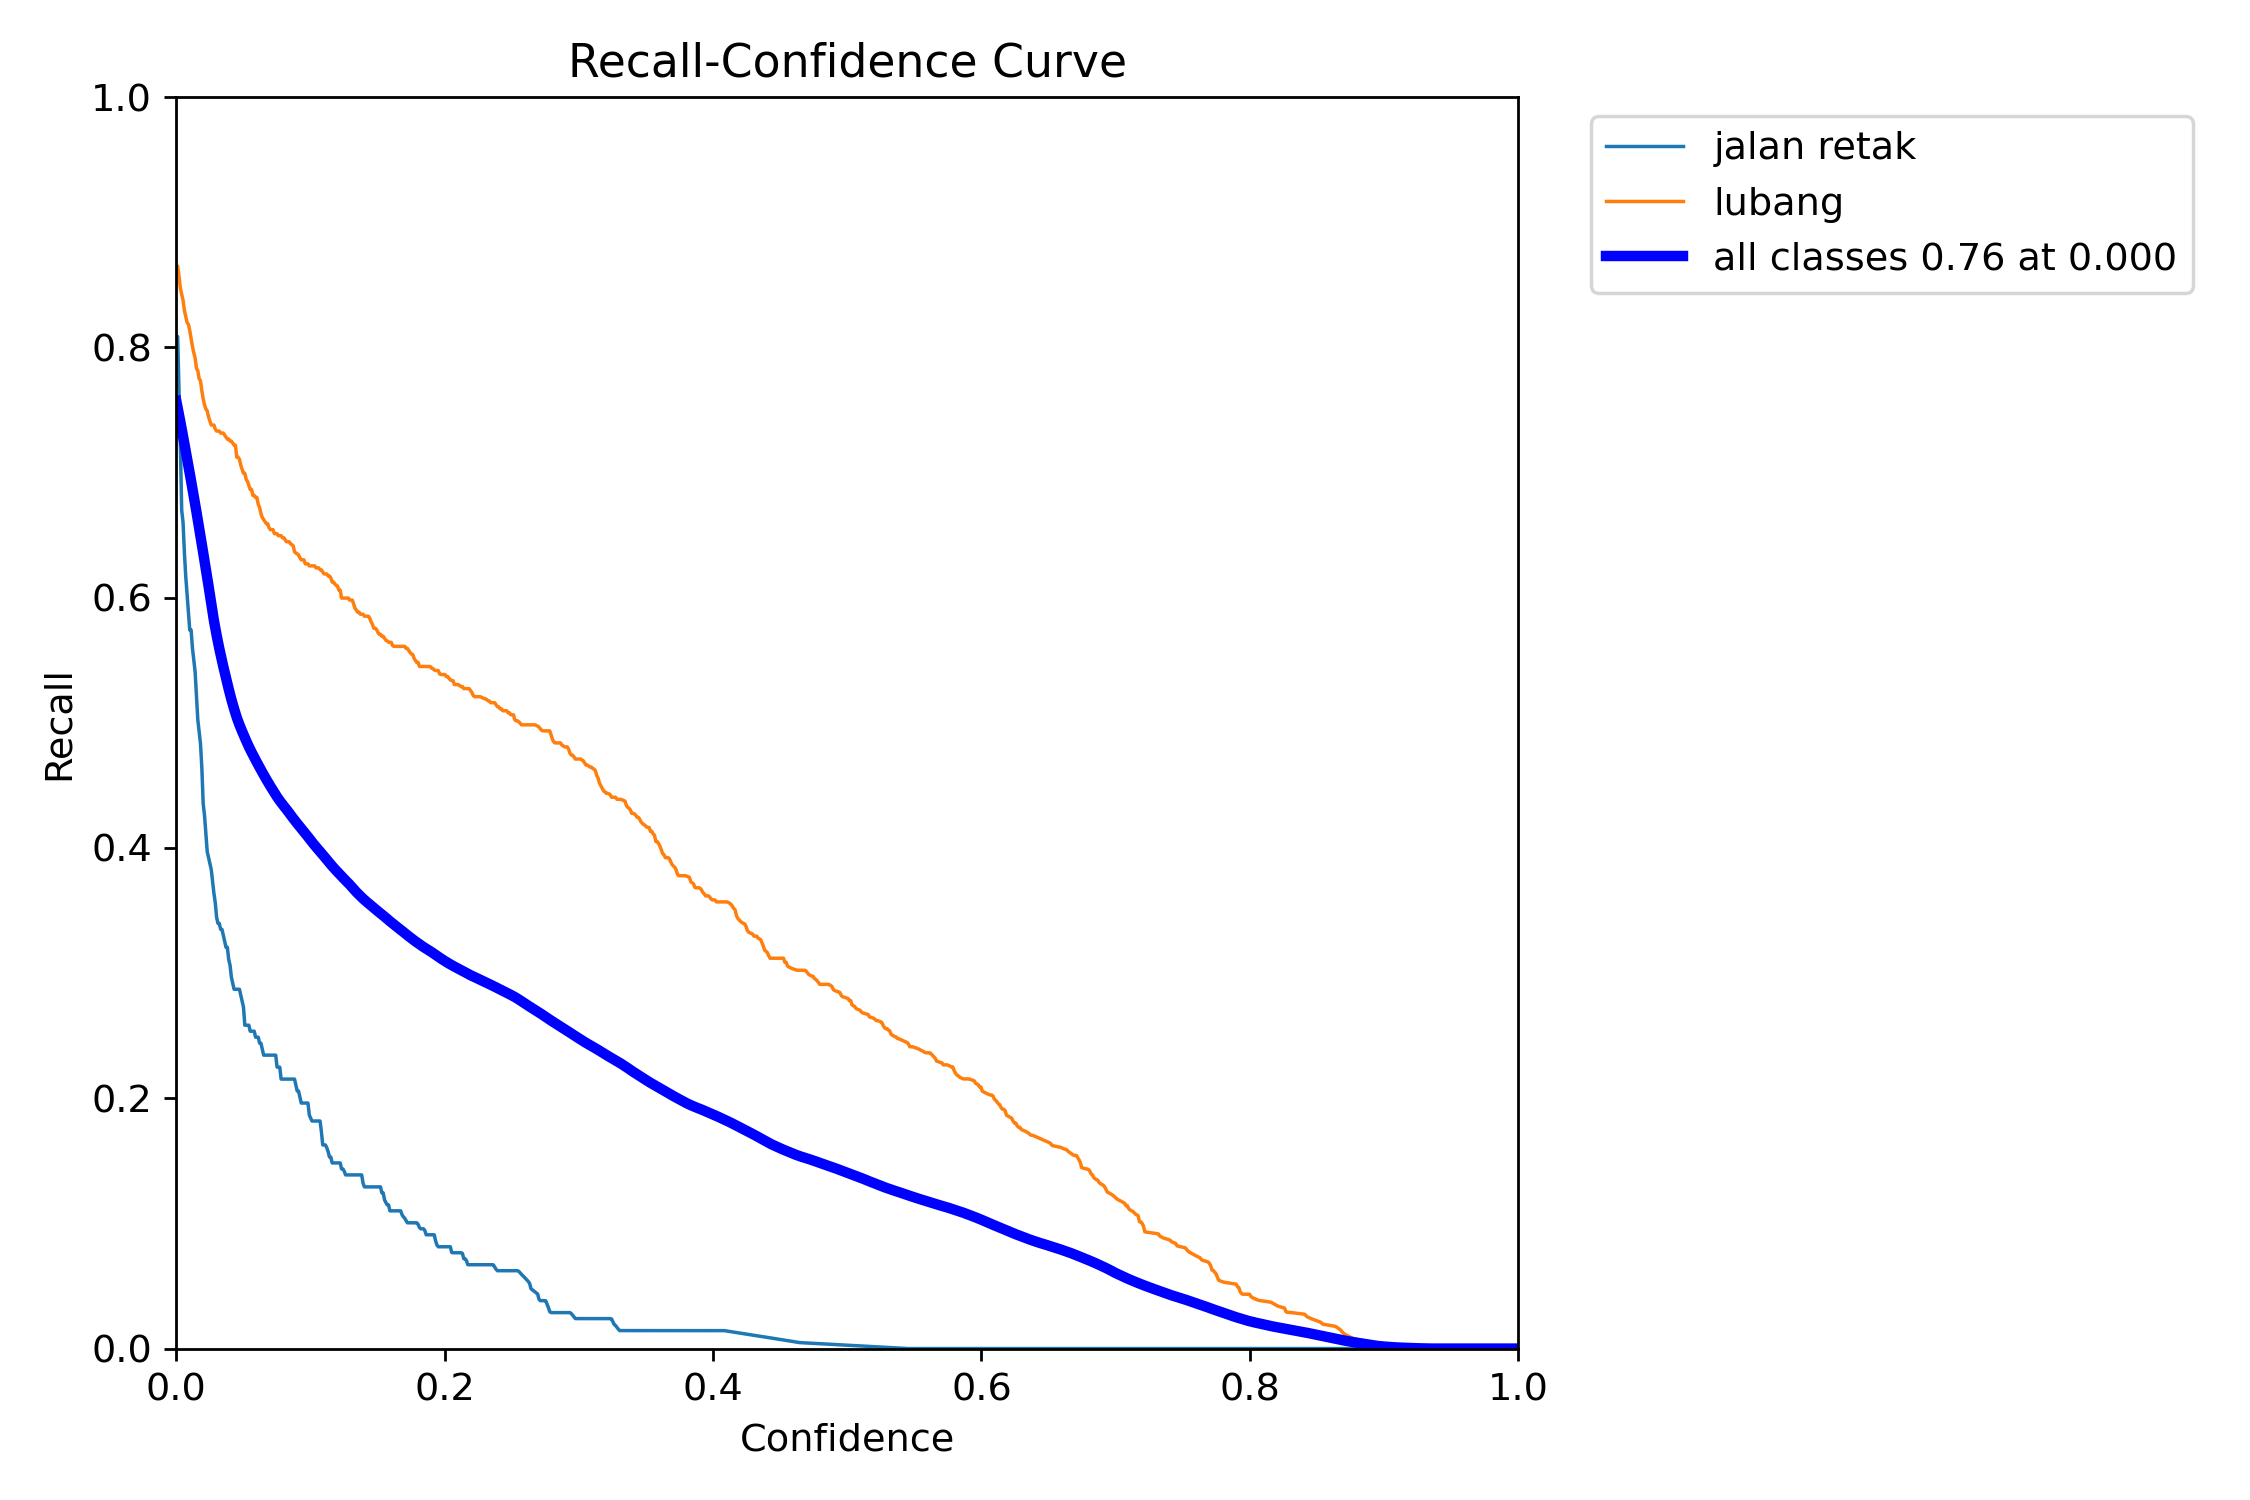 Recall-Confidence Curve
jalan retak
lubang
all classes 0.76 at 0.000
1.0
0.8
0.6
0.4
0.2
0.0
Recall
0.0 0.2 0.4 0.6 0.8 1.0
Confidence